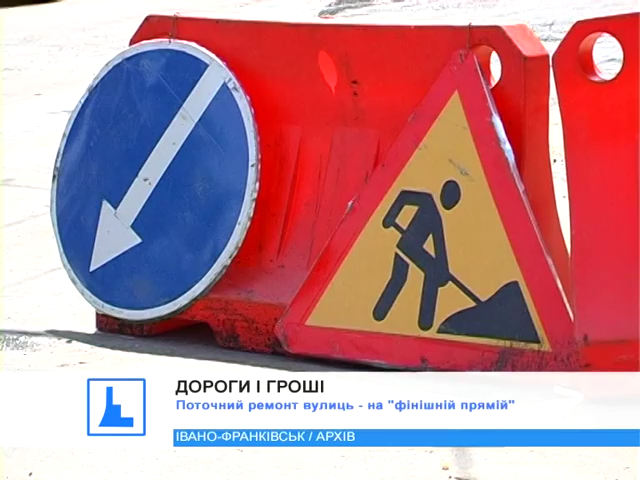 ДОРОГИ І ГРОШІ
Поточний ремонт вулиць - на "фінішній прямій"
ІВАНО-ФРАНКІВСЬК / АРХІВ